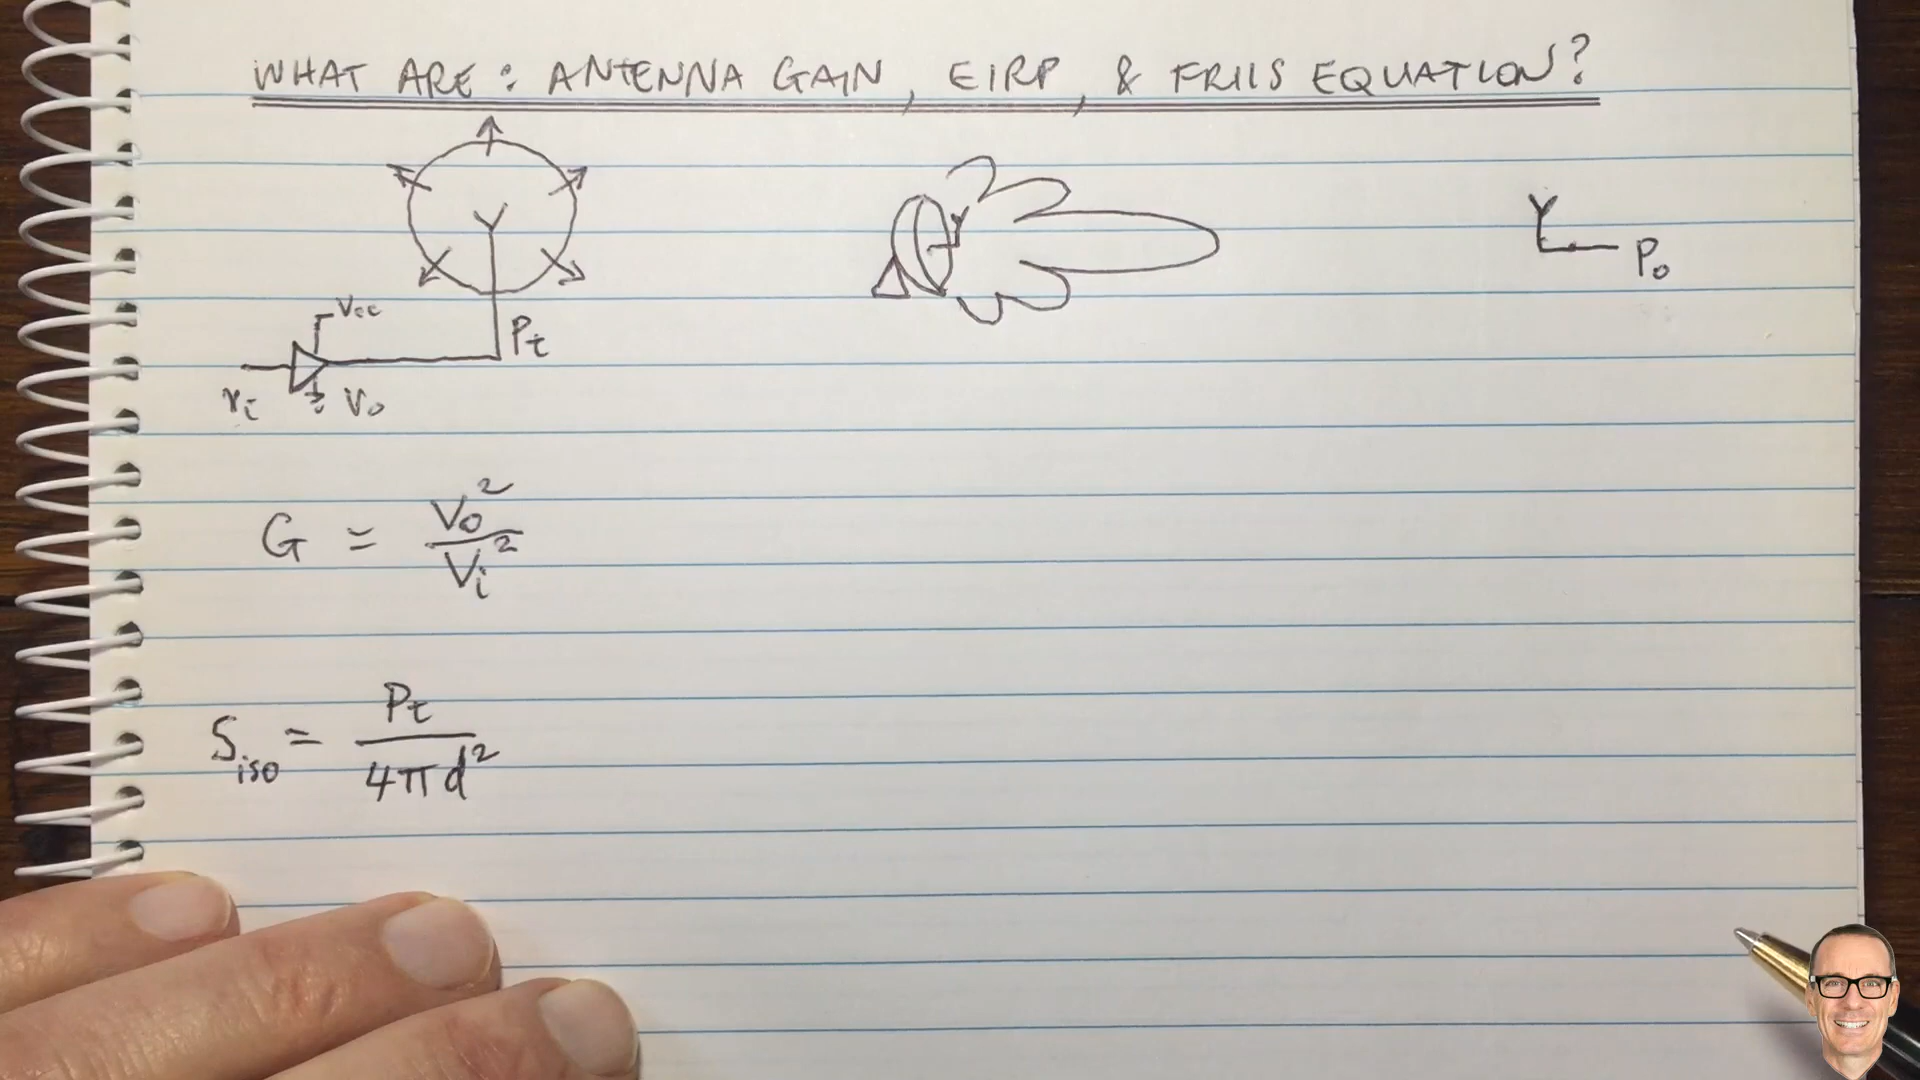 WHAT ARE: ANTENNA GAIN, EIRP, & FRIIS EQUATION?
Po
Vcc
Pt
Vi Vo
G = Vo²/Vi²
Siso = Pt/4πd²